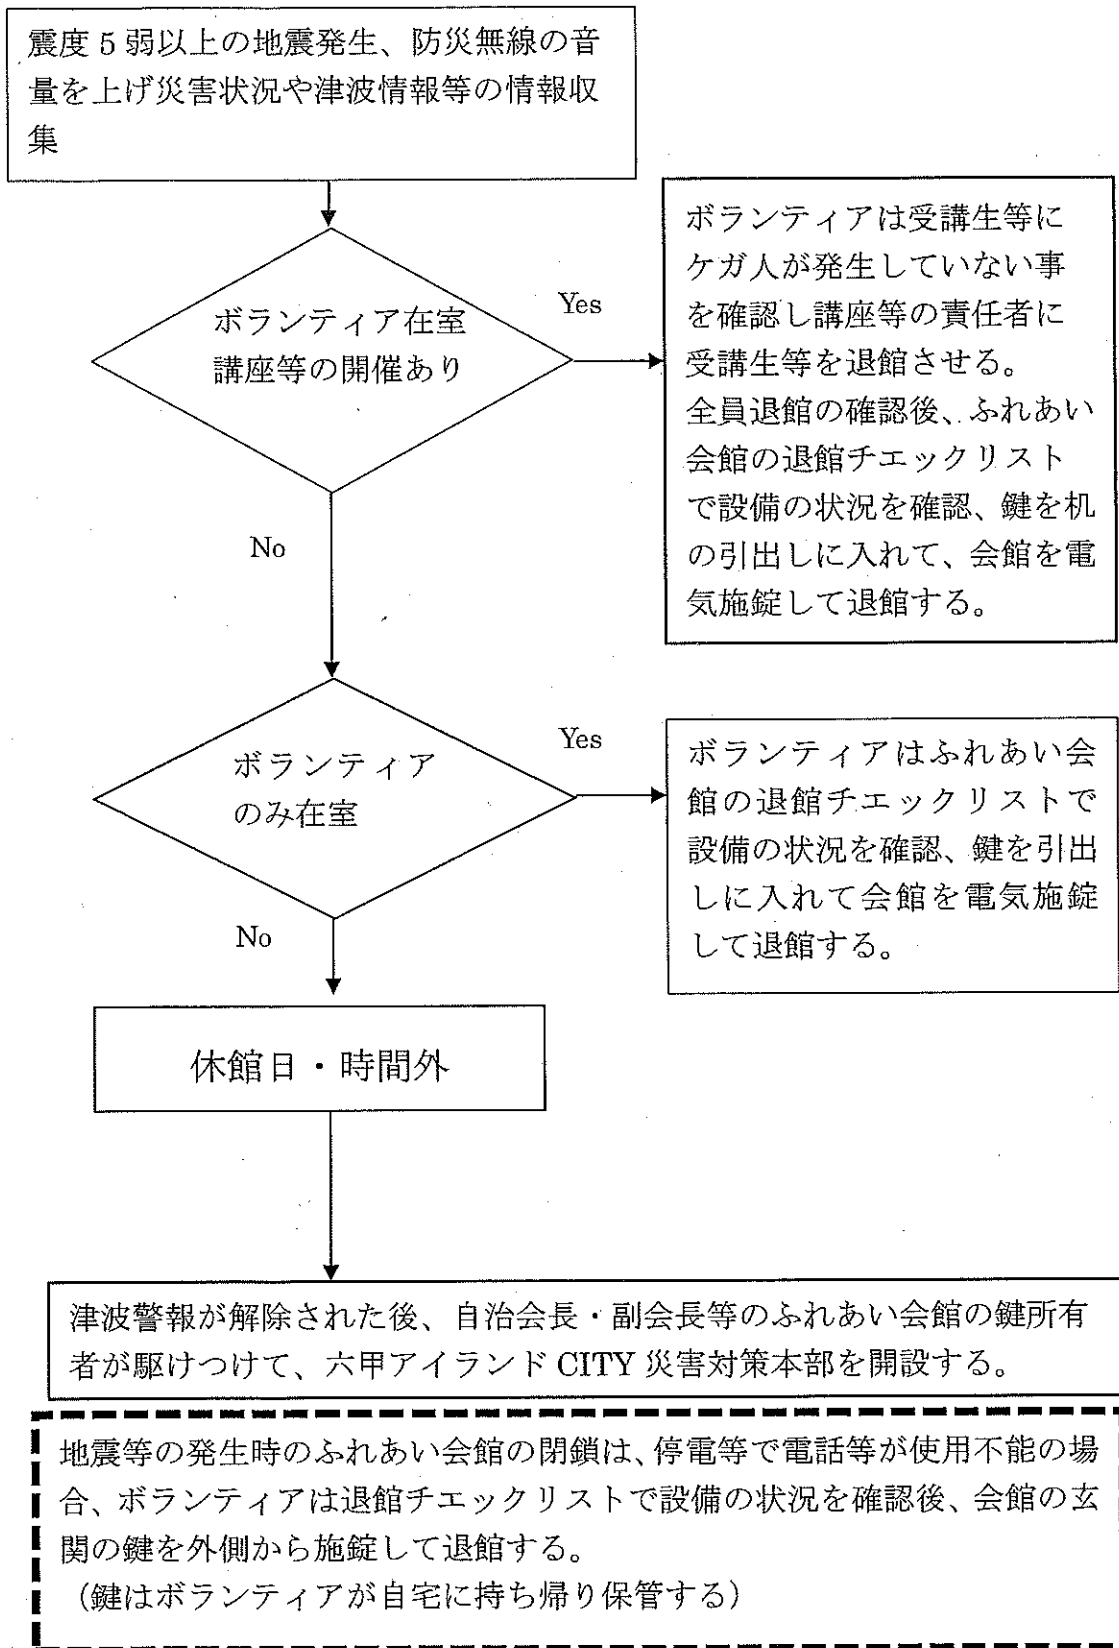 震度 5 弱以上の地震発生、防災無線の音
量を上げ災害状況や津波情報等の情報収
集
ボランティア在室
講座等の開催あり
Yes
ボランティアは受講生等に
ケガ人が発生していない事
を確認し講座等の責任者に
受講生等を退館させる。
全員退館の確認後、ふれあい
会館の退館チエックリスト
で設備の状況を確認、鍵を机
の引出しに入れて、会館を電
気施錠して退館する。
No
ボランティア
のみ在室
Yes
ボランティアはふれあい会
館の退館チエックリストで
設備の状況を確認、鍵を引出
しに入れて会館を電気施錠
して退館する。
No
休館日・時間外
津波警報が解除された後、自治会長・副会長等のふれあい会館の鍵所有
者が駆けつけて、六甲アイランド CITY 災害対策本部を開設する。
地震等の発生時のふれあい会館の閉鎖は、停電等で電話等が使用不能の場
合、ボランティアは退館チエックリストで設備の状況を確認後、会館の玄
関の鍵を外側から施錠して退館する。
（鍵はボランティアが自宅に持ち帰り保管する）